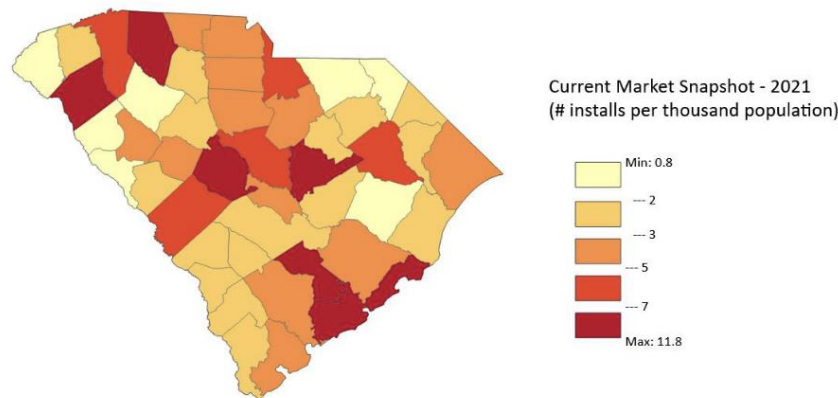 Current Market Snapshot - 2021
(# installs per thousand population)
Min: 0.8
--- 2
--- 3
--- 5
--- 7
Max: 11.8